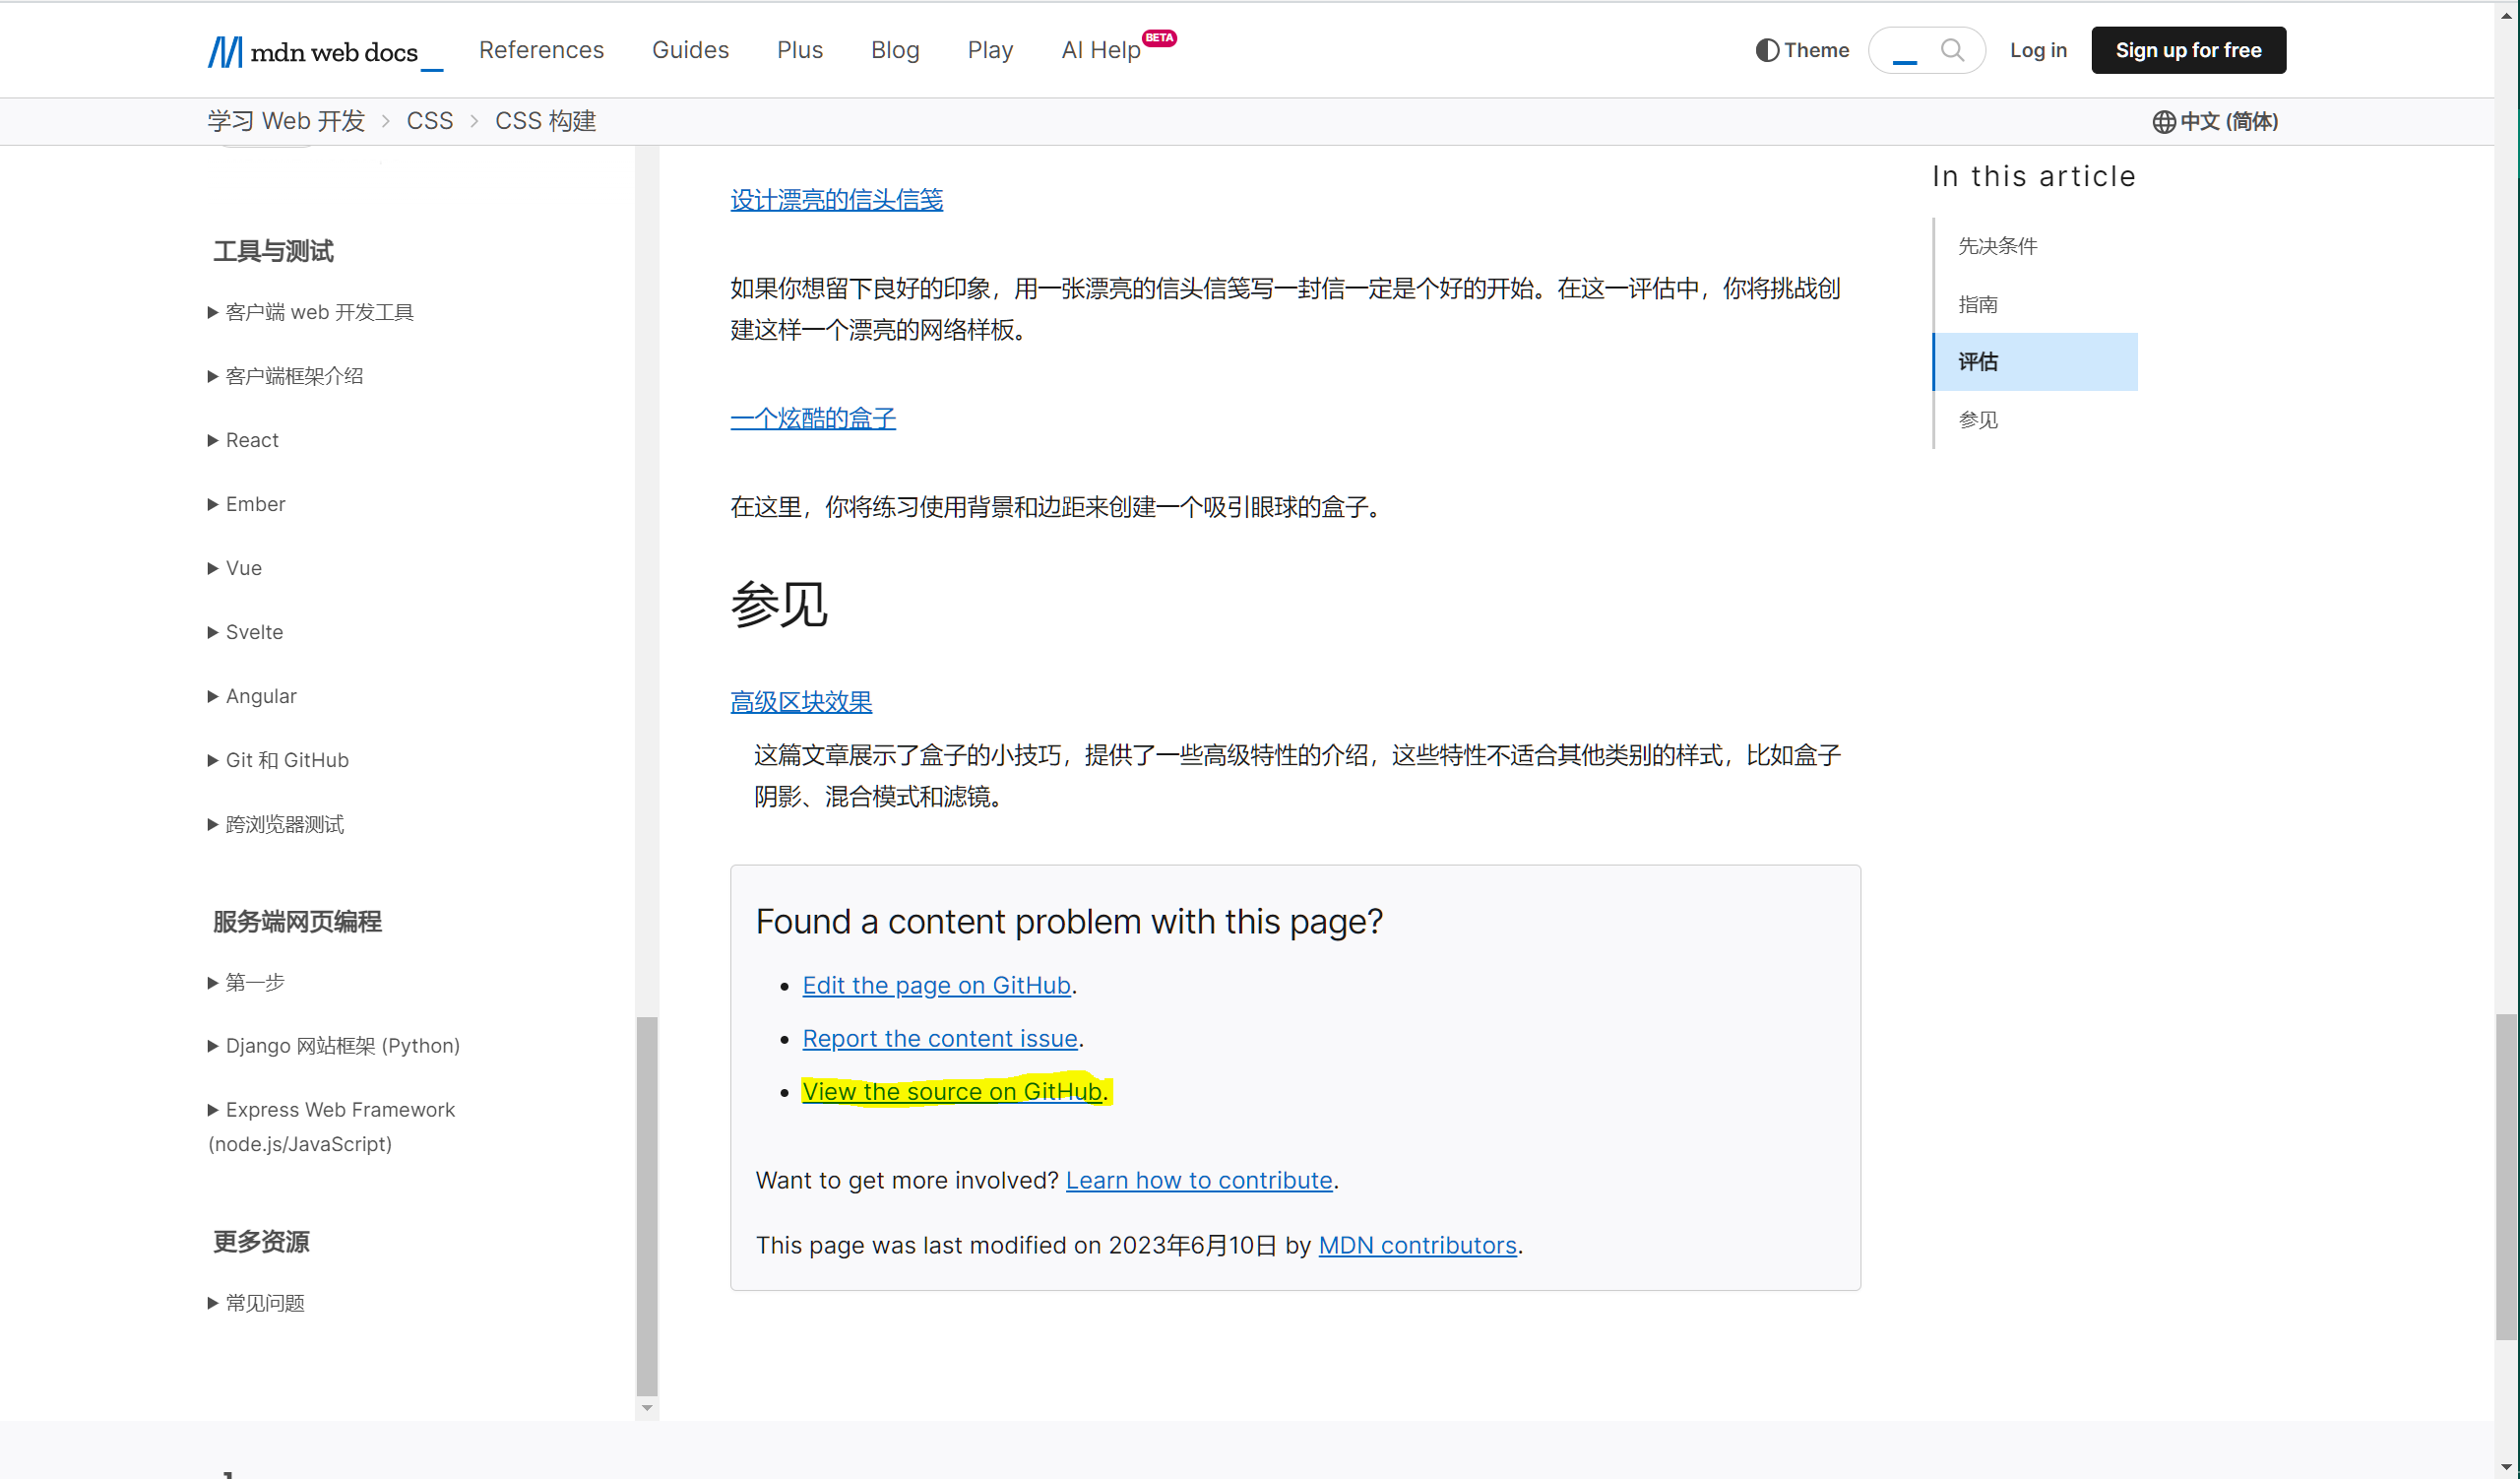 mdn web docs_
References
Guides
Plus
Blog
Play
AI Help
BETA
Theme
Log in
Sign up for free
学习 Web 开发
CSS
CSS 构建
中文 (简体)
工具与测试
客户端 web 开发工具
客户端框架介绍
React
Ember
Vue
Svelte
Angular
Git 和 GitHub
跨浏览器测试
服务端网页编程
第一步
Django 网站框架 (Python)
Express Web Framework
(node.js/JavaScript)
更多资源
常见问题
设计漂亮的信头信笺
如果你想留下良好的印象，用一张漂亮的信头信笺写一封信一定是个好的开始。在这一评估中，你将挑战创
建这样一个漂亮的网络样板。
一个炫酷的盒子
在这里，你将练习使用背景和边距来创建一个吸引眼球的盒子。
参见
高级区块效果
这篇文章展示了盒子的小技巧，提供了一些高级特性的介绍，这些特性不适合其他类别的样式，比如盒子
阴影、混合模式和滤镜。
Found a content problem with this page?
Edit the page on GitHub.
Report the content issue.
View the source on GitHub.
Want to get more involved? Learn how to contribute.
This page was last modified on 2023年6月10日 by MDN contributors.
In this article
先决条件
指南
评估
参见